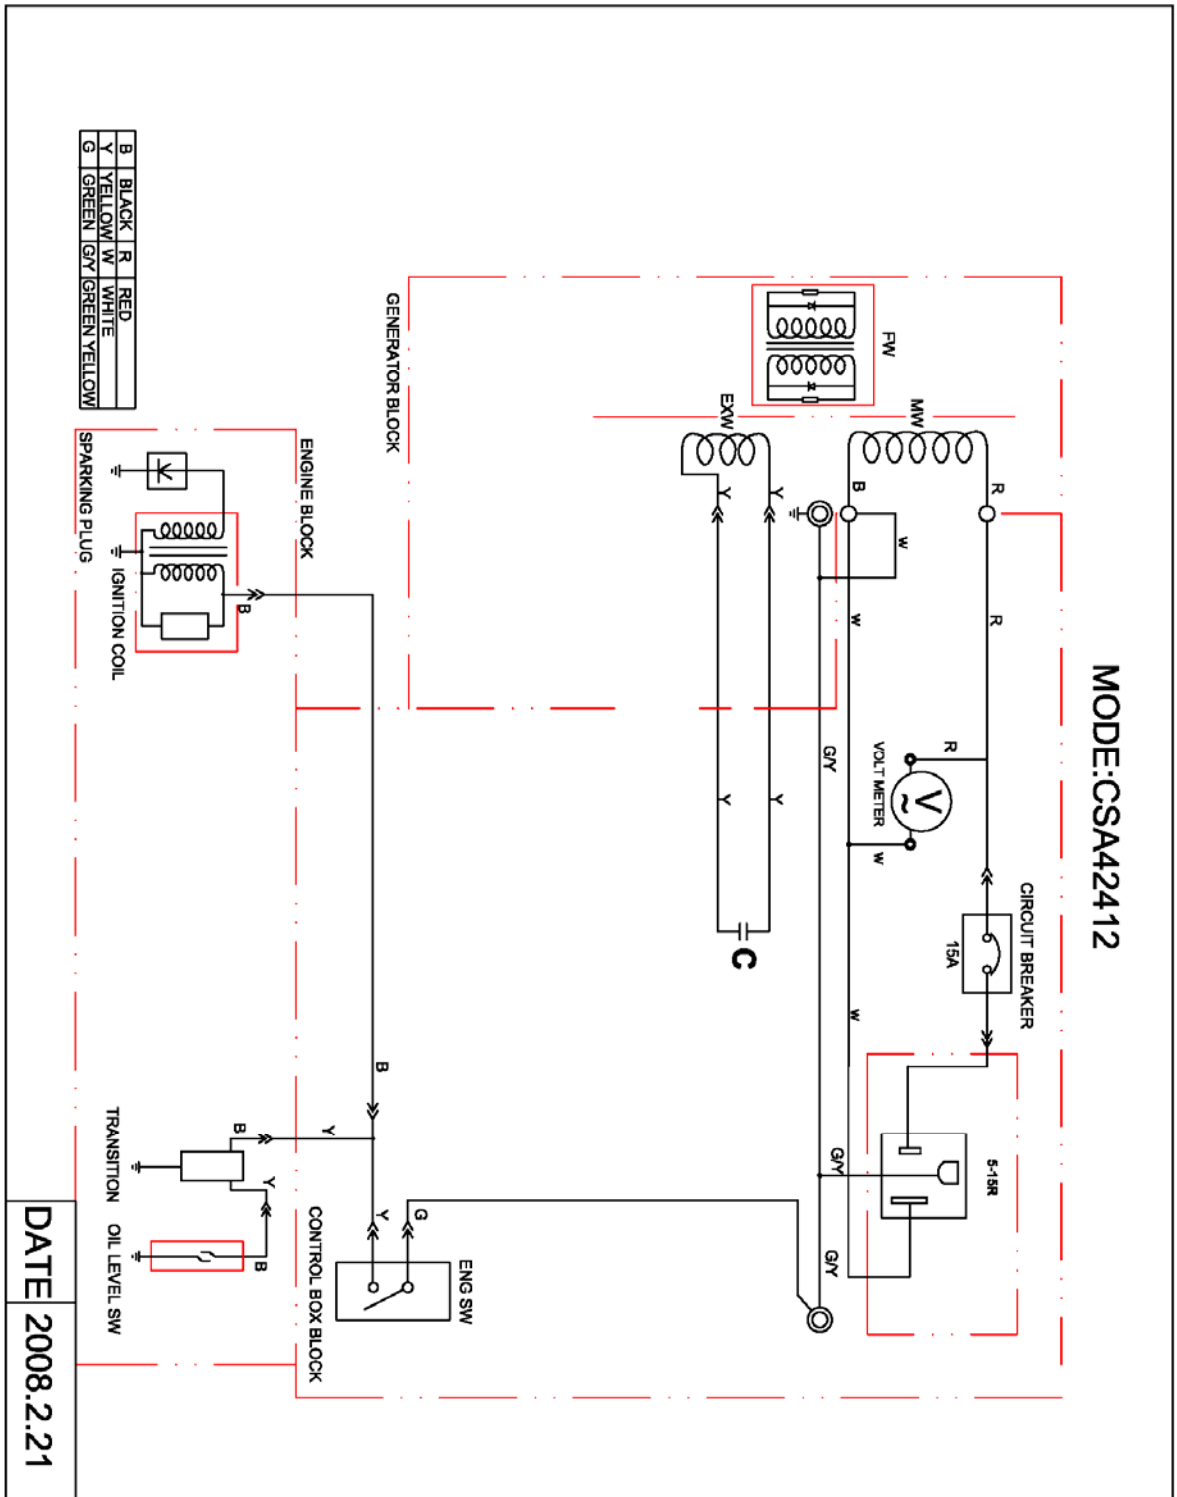 MODE:CSA42412
CIRCUIT BREAKER
15A
5-15R
R
R
R
VOLT METER
V
~
W
W
W
W
B
MW
FW
EXW
Y
Y
Y
Y
C
G/Y
G/Y
G/Y
GENERATOR BLOCK
ENG SW
G
Y
CONTROL BOX BLOCK
ENGINE BLOCK
B
B
Y
B
Y
B
SPARKING PLUG
IGNITION COIL
TRANSITION
OIL LEVEL SW
B BLACK R RED
Y YELLOW W WHITE
G GREEN G/Y GREEN YELLOW
DATE 2008.2.21